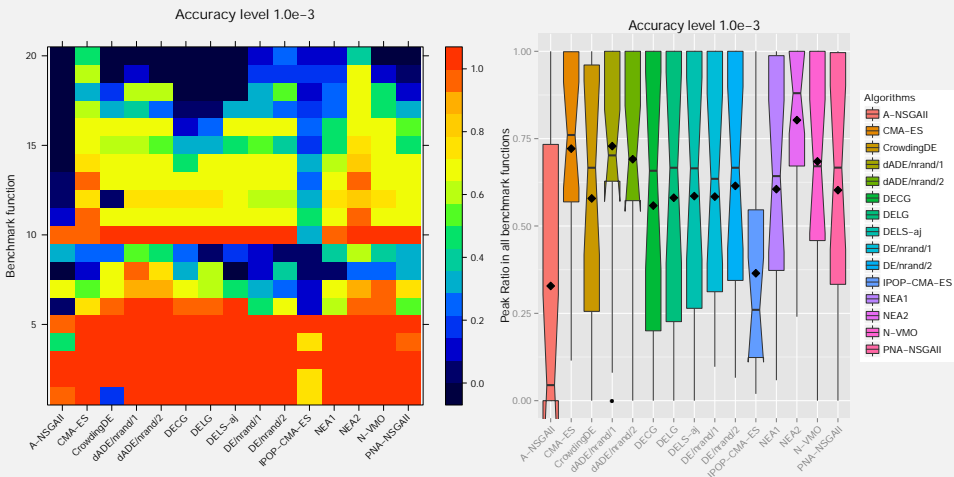 Accuracy level 1.0e−3
Benchmark function
20
15
10
5
A−NSGAII
CMA−ES
CrowdingDE
dADE/nrand/1
dADE/nrand/2
DECG
DELG
DELS−aj
DE/nrand/1
DE/nrand/2
IPOP−CMA−ES
NEA1
NEA2
N−VMO
PNA−NSGAII
1.0
0.8
0.6
0.4
0.2
0.0
Accuracy level 1.0e−3
Peak Ratio in all benchmark functions
1.00
0.75
0.50
0.25
0.00
A−NSGAII
CMA−ES
CrowdingDE
dADE/nrand/1
dADE/nrand/2
DECG
DELG
DELS−aj
DE/nrand/1
DE/nrand/2
IPOP−CMA−ES
NEA1
NEA2
N−VMO
PNA−NSGAII
Algorithms
A−NSGAII
CMA−ES
CrowdingDE
dADE/nrand/1
dADE/nrand/2
DECG
DELG
DELS−aj
DE/nrand/1
DE/nrand/2
IPOP−CMA−ES
NEA1
NEA2
N−VMO
PNA−NSGAII